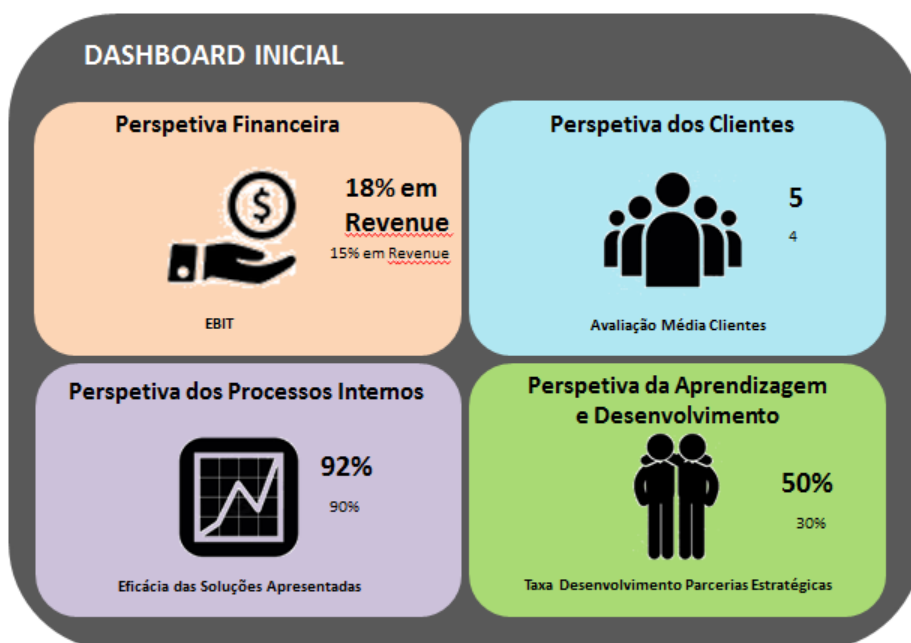 DASHBOARD INICIAL
Perspetiva Financeira
$
18% em
Revenue
15% em Revenue
EBIT
Perspetiva dos Clientes
5
4
Avaliação Média Clientes
Perspetiva dos Processos Internos
92%
90%
Eficácia das Soluções Apresentadas
Perspetiva da Aprendizagem
e Desenvolvimento
50%
30%
Taxa Desenvolvimento Parcerias Estratégicas